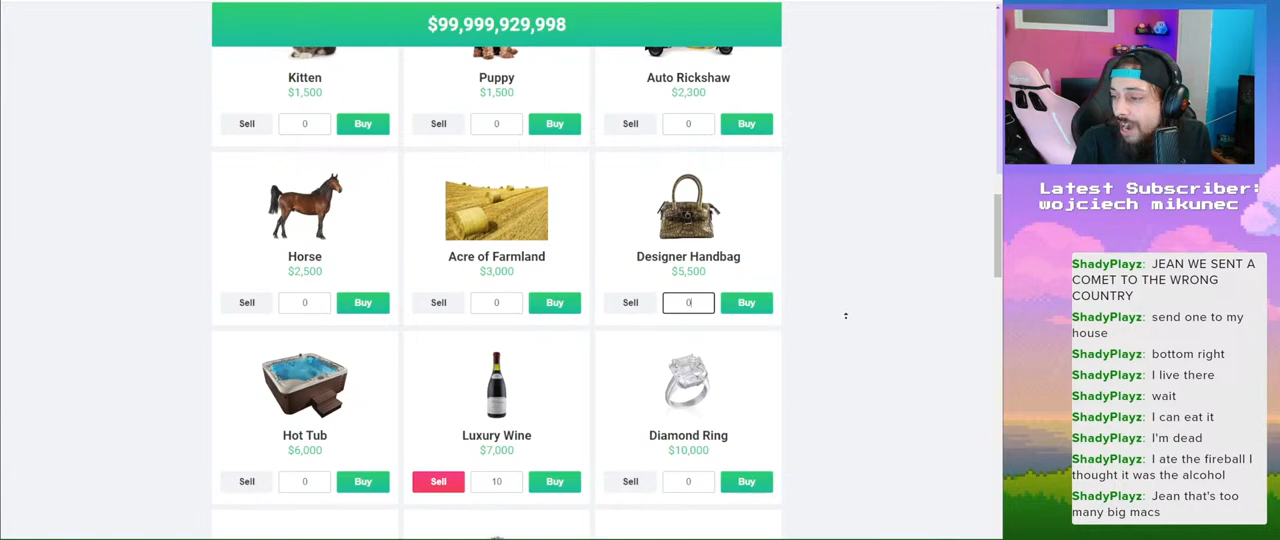 $99,999,929,998
Kitten
$1,500
Sell 0 Buy
Puppy
$1,500
Sell 0 Buy
Auto Rickshaw
$2,300
Sell 0 Buy
Horse
$2,500
Sell 0 Buy
Acre of Farmland
$3,000
Sell 0 Buy
Designer Handbag
$5,500
Sell 0 Buy
Hot Tub
$6,000
Sell 0 Buy
Luxury Wine
$7,000
Sell 10 Buy
Diamond Ring
$10,000
Sell 0 Buy
Latest Subscriber:
wojciech mikunec
ShadyPlayz: JEAN WE SENT A
COMET TO THE WRONG
COUNTRY
ShadyPlayz: send one to my
house
ShadyPlayz: bottom right
ShadyPlayz: I live there
ShadyPlayz: wait
ShadyPlayz: I can eat it
ShadyPlayz: I'm dead
ShadyPlayz: I ate the fireball I
thought it was the alcohol
ShadyPlayz: Jean that's too
many big macs